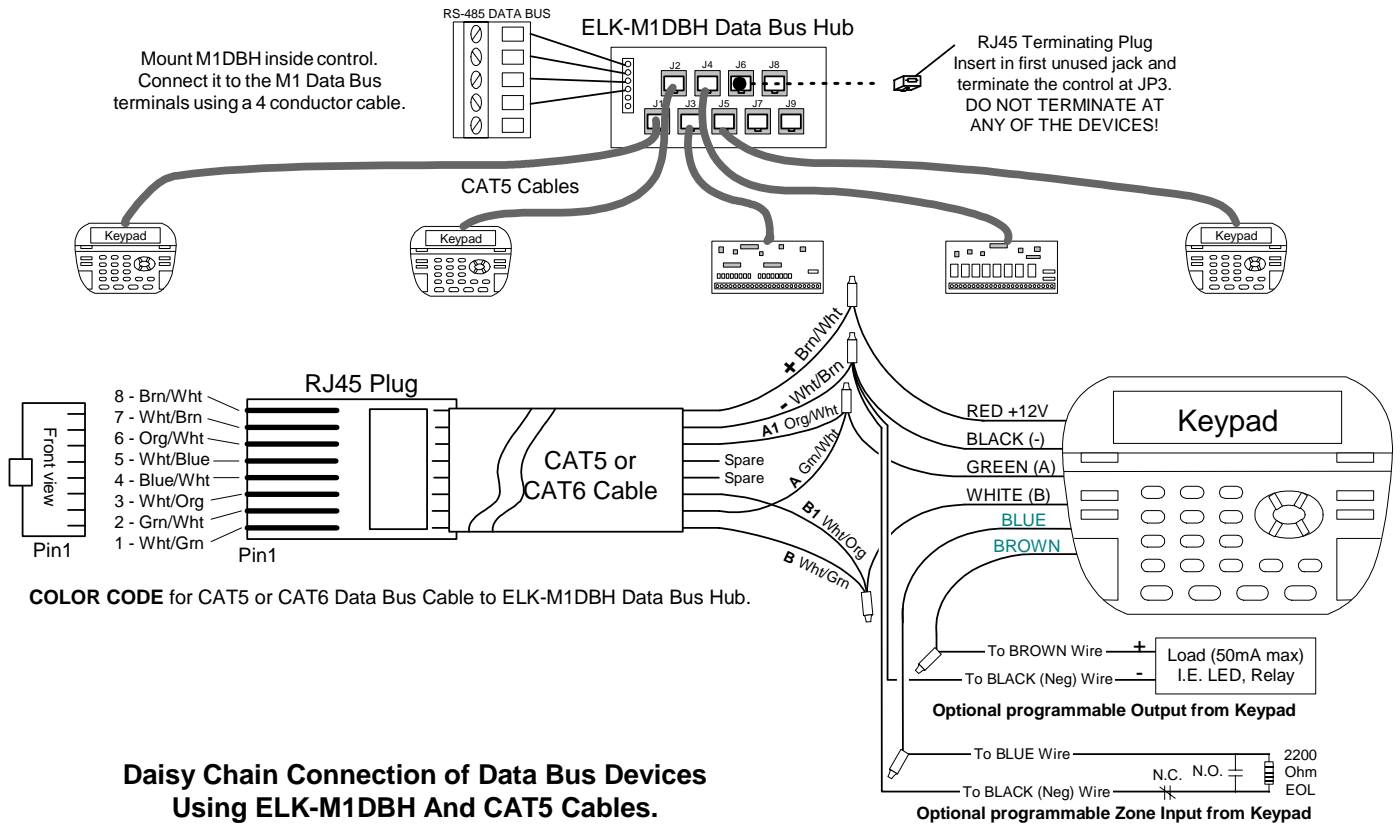 RS-485 DATA BUS
ELK-M1DBH Data Bus Hub
Mount M1DBH inside control.
Connect it to the M1 Data Bus
terminals using a 4 conductor cable.
J2
J4
J6
J8
J1
J3
J5
J7
J9
RJ45 Terminating Plug
Insert in first unused jack and
terminate the control at JP3.
DO NOT TERMINATE AT
ANY OF THE DEVICES!
CAT5 Cables
Keypad
Keypad
Keypad
RJ45 Plug
8 - Brn/Wht
7 - Wht/Brn
6 - Org/Wht
5 - Wht/Blue
4 - Blue/Wht
3 - Wht/Org
2 - Grn/Wht
1 - Wht/Grn
Front view
Pin1
Pin1
CAT5 or
CAT6 Cable
+ Brn/Wht
- Wht/Brn
A1 Org/Wht
Spare
Spare
A Grn/Wht
B1 Wht/Org
B Wht/Grn
RED +12V
BLACK (-)
GREEN (A)
WHITE (B)
BLUE
BROWN
Keypad
COLOR CODE for CAT5 or CAT6 Data Bus Cable to ELK-M1DBH Data Bus Hub.
To BROWN Wire
+
To BLACK (Neg) Wire
-
Load (50mA max)
I.E. LED, Relay
Optional programmable Output from Keypad
To BLUE Wire
To BLACK (Neg) Wire
N.C.
N.O.
2200
Ohm
EOL
Optional programmable Zone Input from Keypad
Daisy Chain Connection of Data Bus Devices
Using ELK-M1DBH And CAT5 Cables.